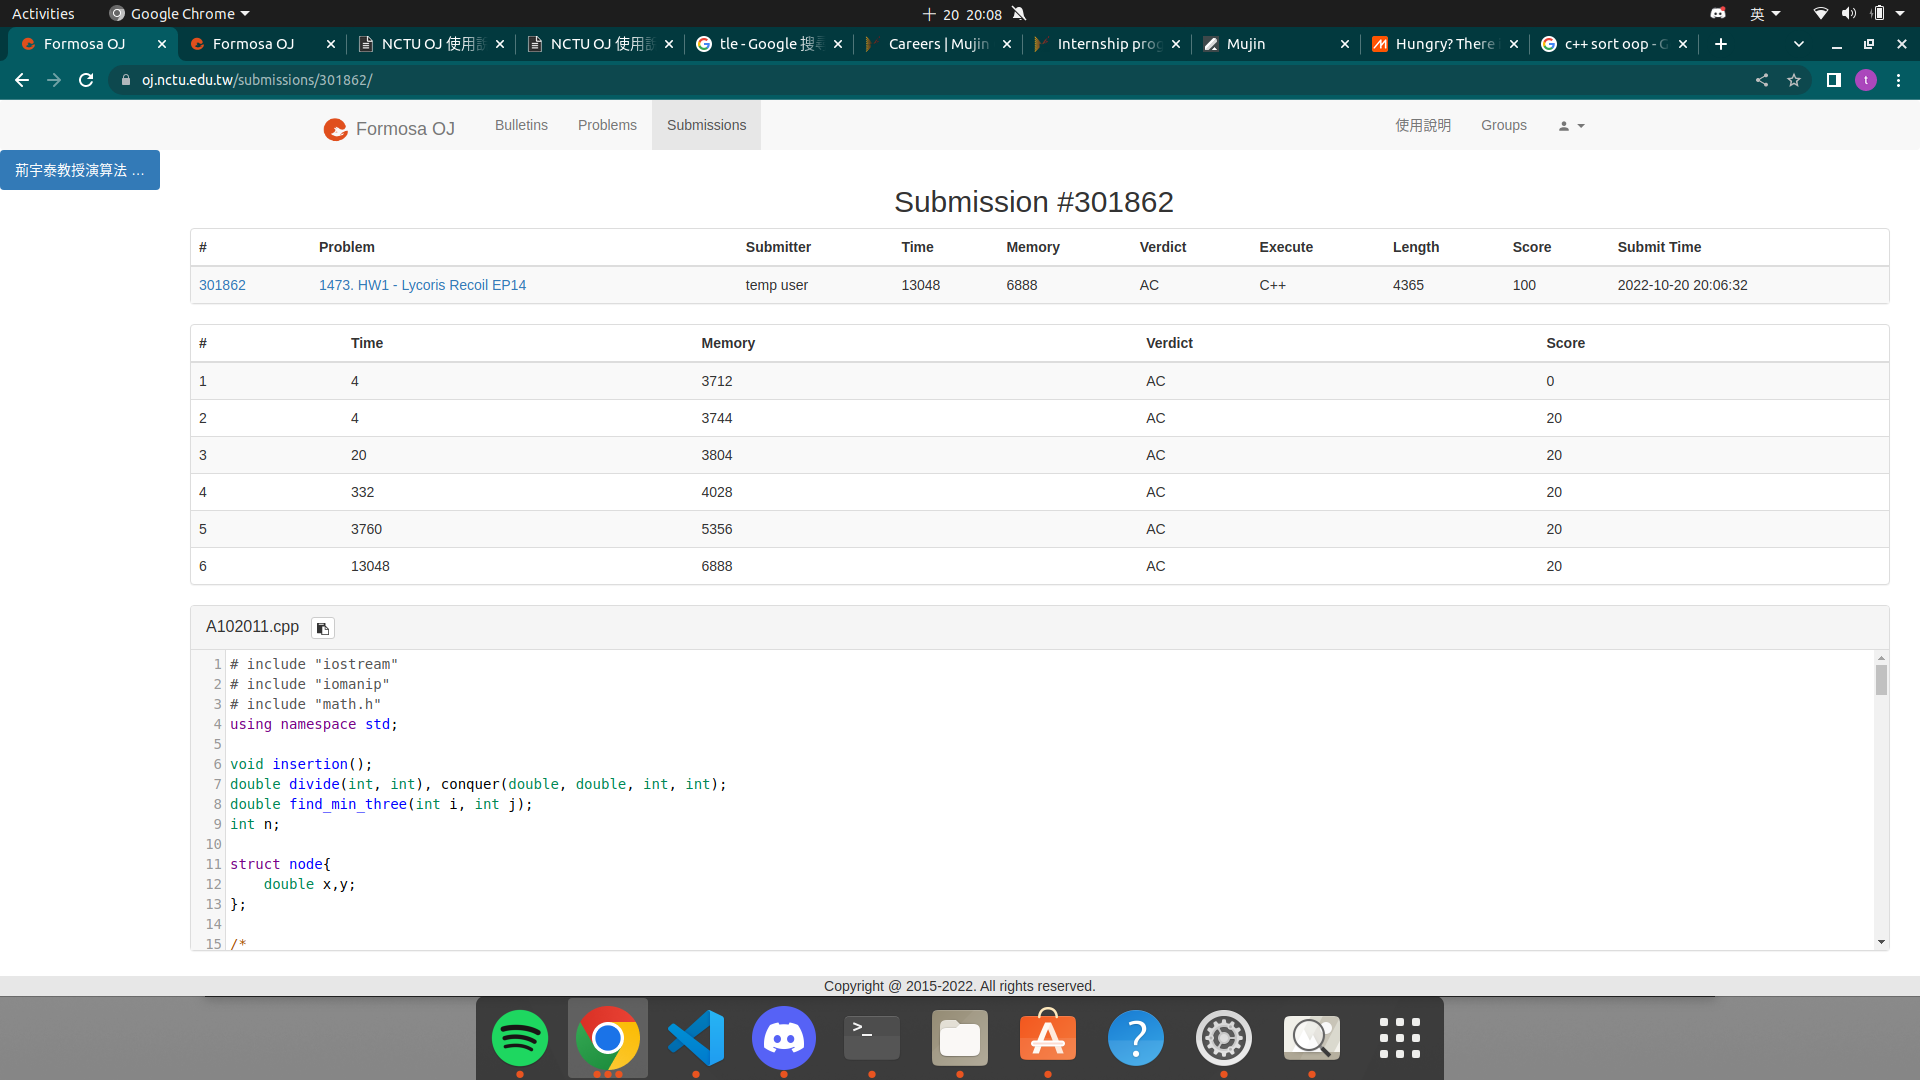 Activities Google Chrome 20 20:08 英
Formosa OJ Formosa OJ NCTU OJ 使用 NCTU OJ 使用 tle - Google 搜 Careers | Mujin Internship prog Mujin Hungry? There c++ sort oop - G
oj.nctu.edu.tw/submissions/301862/ t
Formosa OJ Bulletins Problems Submissions 使用說明 Groups
荊宇泰教授演算法 ...
Submission #301862
# Problem Submitter Time Memory Verdict Execute Length Score Submit Time
301862 1473. HW1 - Lycoris Recoil EP14 temp user 13048 6888 AC C++ 4365 100 2022-10-20 20:06:32
# Time Memory Verdict Score
1 4 3712 AC 0
2 4 3744 AC 20
3 20 3804 AC 20
4 332 4028 AC 20
5 3760 5356 AC 20
6 13048 6888 AC 20
A102011.cpp
1 # include "iostream"
2 # include "iomanip"
3 # include "math.h"
4 using namespace std;
5
6 void insertion();
7 double divide(int, int), conquer(double, double, int, int);
8 double find_min_three(int i, int j);
9 int n;
10
11 struct node{
12 double x,y;
13 };
14
15 /*
Copyright @ 2015-2022. All rights reserved.
>_
?